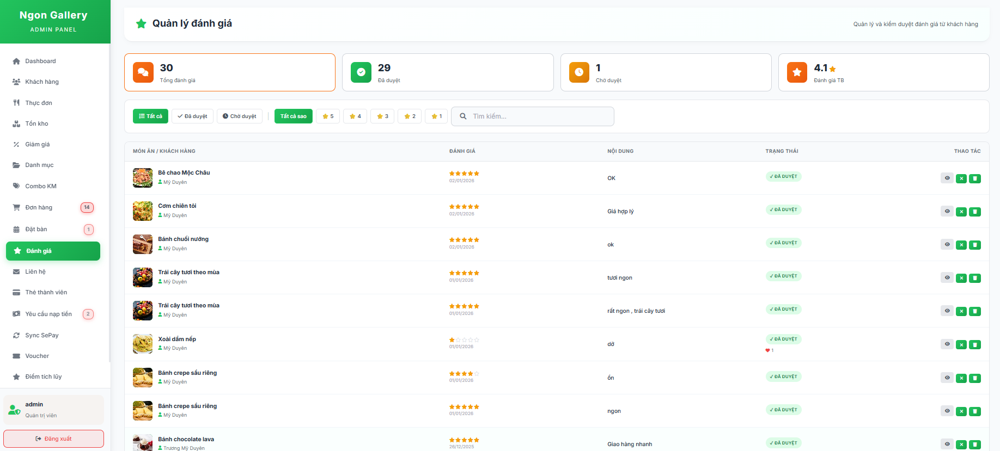 Ngon Gallery
ADMIN PANEL
Dashboard
Khách hàng
Thực đơn
Tồn kho
Giảm giá
Danh mục
Combo KM
Đơn hàng 14
Đặt bàn 1
Đánh giá
Liên hệ
Thẻ thành viên
Yêu cầu nạp tiền 2
Sync SePay
Voucher
Điểm tích lũy
admin
Quản trị viên
Đăng xuất
Quản lý đánh giá
Quản lý và kiểm duyệt đánh giá từ khách hàng
30
Tổng đánh giá
29
Đã duyệt
1
Chờ duyệt
4.1
Đánh giá TB
Tất cả Đã duyệt Chờ duyệt Tất cả sao 5 4 3 2 1 Tìm kiếm...
MÓN ĂN / KHÁCH HÀNG ĐÁNH GIÁ NỘI DUNG TRẠNG THÁI THAO TÁC
Bê chao Mộc Châu
Mỹ Duyên
02/01/2026
OK
✓ ĐÃ DUYỆT
Cơm chiên tỏi
Mỹ Duyên
02/01/2026
Giá hợp lý
✓ ĐÃ DUYỆT
Bánh chuối nướng
Mỹ Duyên
02/01/2026
ok
✓ ĐÃ DUYỆT
Trái cây tươi theo mùa
Mỹ Duyên
01/01/2026
tươi ngon
✓ ĐÃ DUYỆT
Trái cây tươi theo mùa
Mỹ Duyên
01/01/2026
rất ngon , trái cây tươi
✓ ĐÃ DUYỆT
Xoài dầm nếp
Mỹ Duyên
01/01/2026
dỡ
✓ ĐÃ DUYỆT
1
Bánh crepe sầu riêng
Mỹ Duyên
01/01/2026
ổn
✓ ĐÃ DUYỆT
Bánh crepe sầu riêng
Mỹ Duyên
01/01/2026
ngon
✓ ĐÃ DUYỆT
Bánh chocolate lava
Trương Mỹ Duyên
26/12/2025
Giao hàng nhanh
✓ ĐÃ DUYỆT